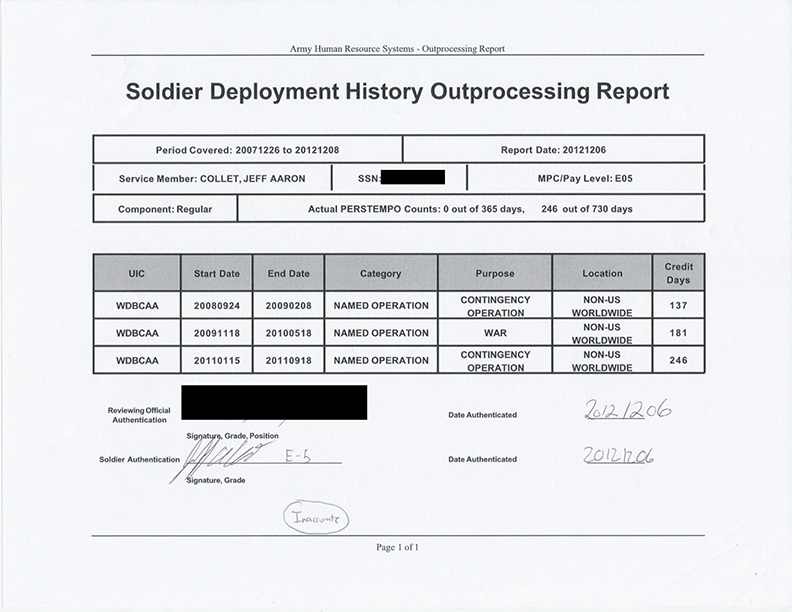 Army Human Resource Systems - Outprocessing Report
Soldier Deployment History Outprocessing Report
Period Covered: 20071226 to 20121208 Report Date: 20121206
Service Member: COLLET, JEFF AARON SSN: MPC/Pay Level: E05
Component: Regular Actual PERSTEMPO Counts: 0 out of 365 days, 246 out of 730 days
UIC Start Date End Date Category Purpose Location Credit Days
WDBCAA 20080924 20090208 NAMED OPERATION CONTINGENCY OPERATION NON-US WORLDWIDE 137
WDBCAA 20091118 20100518 NAMED OPERATION WAR NON-US WORLDWIDE 181
WDBCAA 20110115 20110918 NAMED OPERATION CONTINGENCY OPERATION NON-US WORLDWIDE 246
Reviewing Official Authentication Date Authenticated 20121206
Signature, Grade, Position
Soldier Authentication E-5 Date Authenticated 20121206
Signature, Grade
Inaccurate
Page 1 of 1